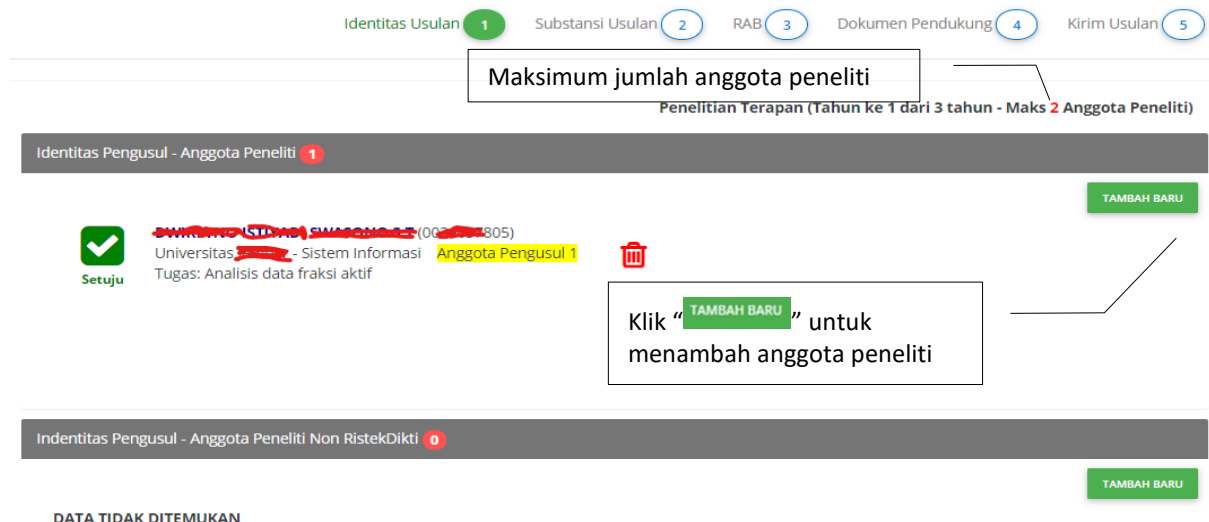 Identitas Usulan 1 Substansi Usulan 2 RAB 3 Dokumen Pendukung 4 Kirim Usulan 5
Maksimum jumlah anggota peneliti
Penelitian Terapan (Tahun ke 1 dari 3 tahun - Maks 2 Anggota Peneliti)
Identitas Pengusul - Anggota Peneliti 1
TAMBAH BARU
805)
Universitas - Sistem Informasi Anggota Pengusul 1
Setuju
Tugas: Analisis data fraksi aktif
Klik “TAMBAH BARU” untuk
menambah anggota peneliti
Indentitas Pengusul - Anggota Peneliti Non RistekDikti 0
TAMBAH BARU
DATA TIDAK DITEMUKAN